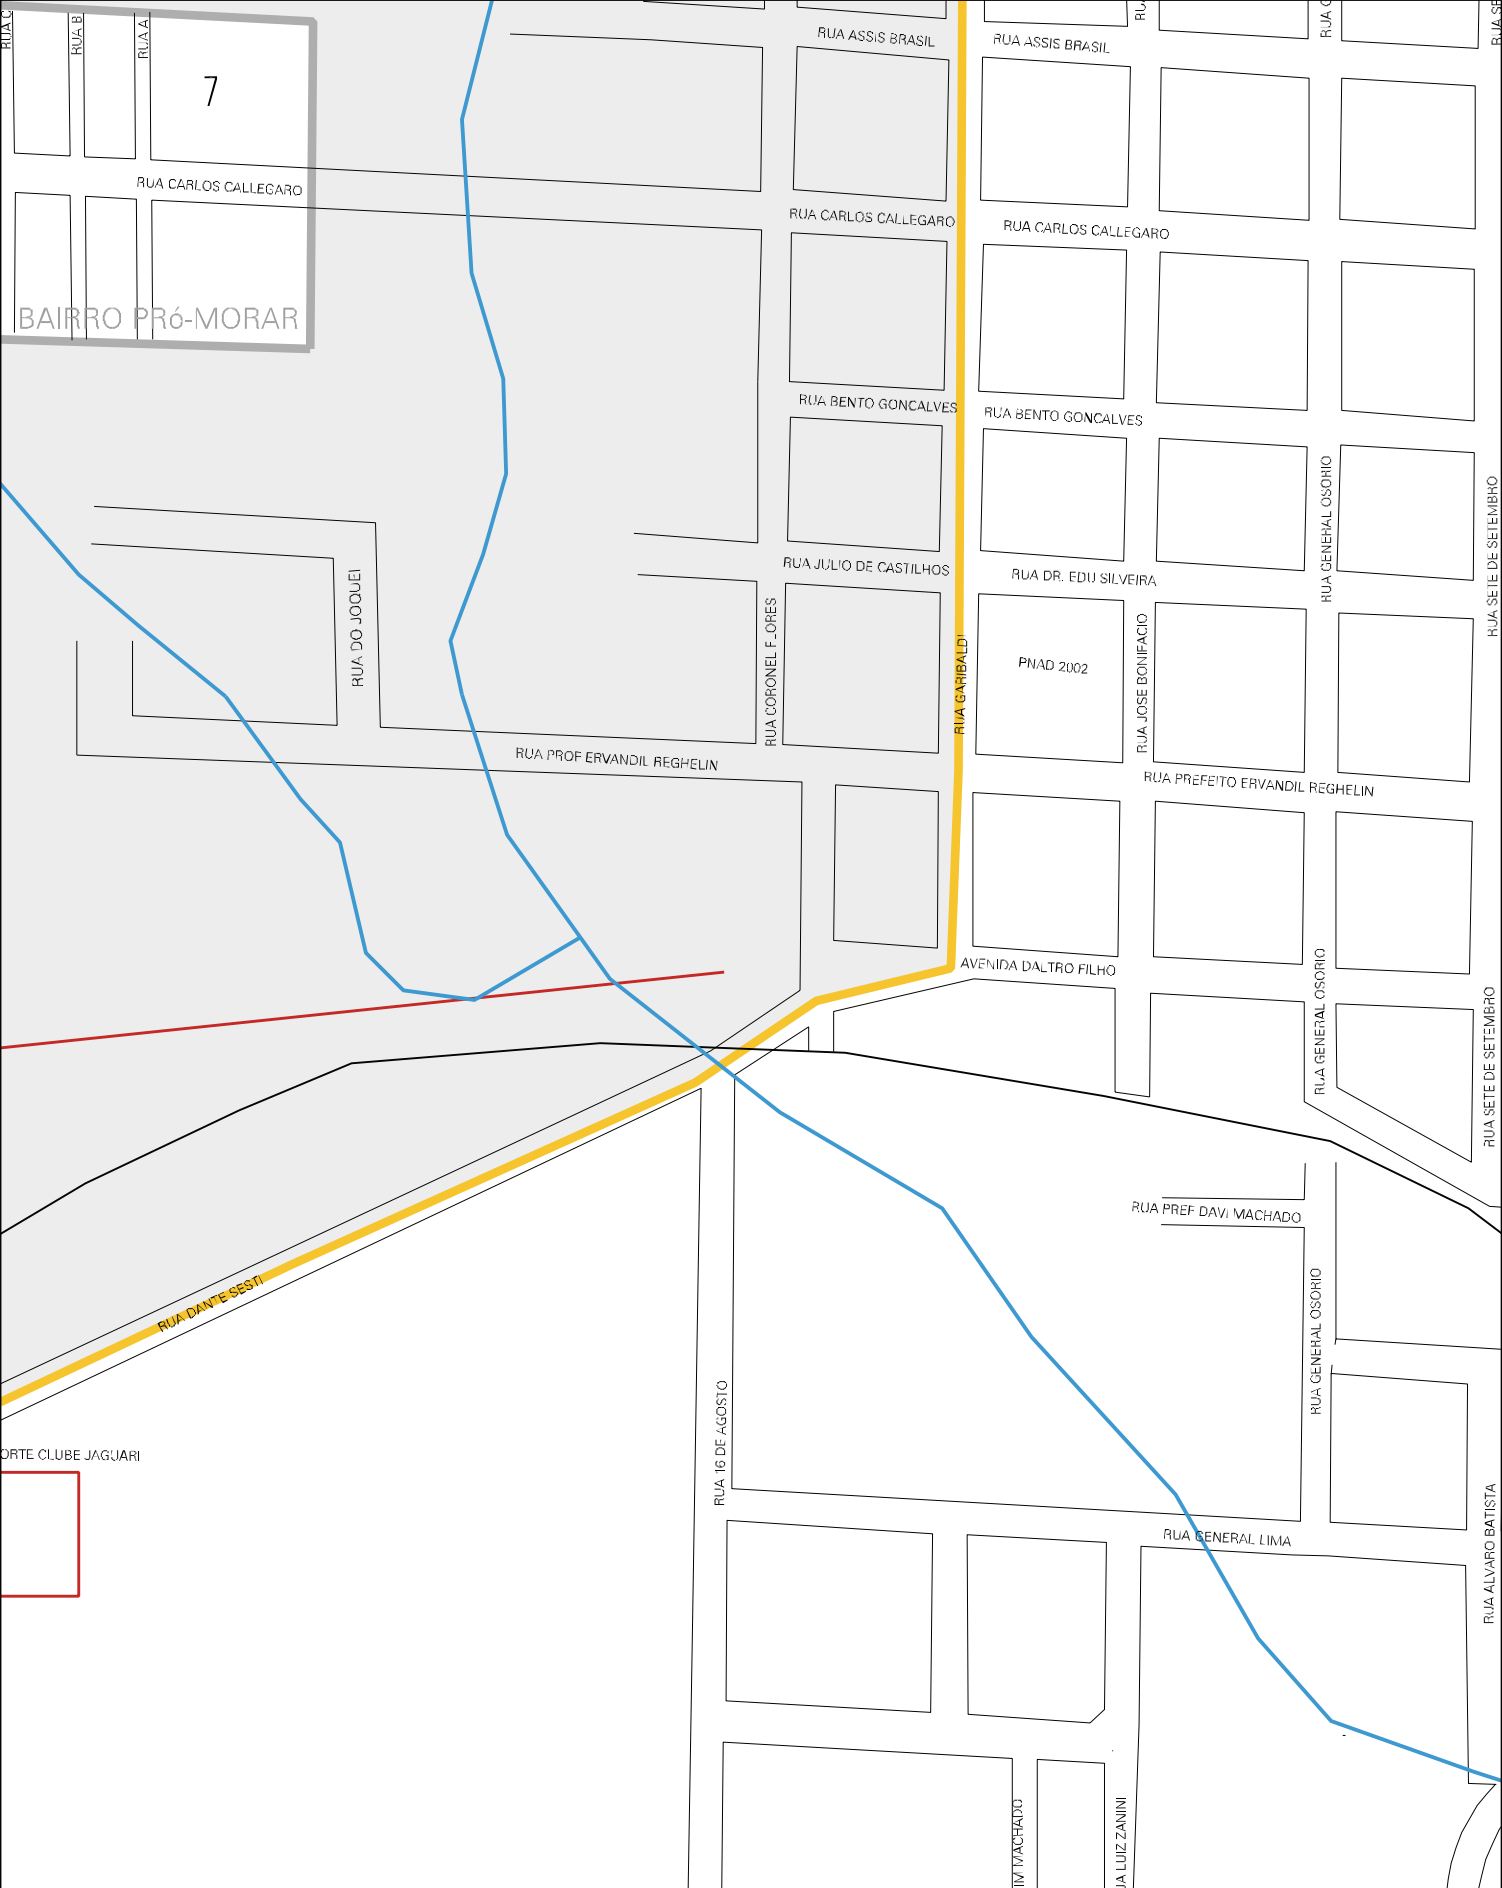 RUA C
RUA B
RUA A
RUA ASSIS BRASIL
RUA ASSIS BRASIL
7
RUA CARLOS CALLEGARO
RUA CARLOS CALLEGARO
RUA CARLOS CALLEGARO
BAIRRO PRó-MORAR
RUA BENTO GONCALVES
RUA BENTO GONCALVES
RUA GENERAL OSORIO
RUA SETE DE SETEMBRO
RUA JULIO DE CASTILHOS
RUA DR. EDU SILVEIRA
RUA DO JOQUEI
RUA CORONEL FLORES
RUA GARIBALDI
PNAD 2002
RUA JOSE BONIFACIO
RUA PROF ERVANDIL REGHELIN
RUA PREFEITO ERVANDIL REGHELIN
AVENIDA DALTRO FILHO
RUA GENERAL OSORIO
RUA SETE DE SETEMBRO
RUA PREF DAVI MACHADO
RUA DANTE SESTI
RUA GENERAL OSORIO
RUA 16 DE AGOSTO
ORTE CLUBE JAGUARI
RUA GENERAL LIMA
RUA ALVARO BATISTA
IM MACHADO
UA LUIZ ZANINI